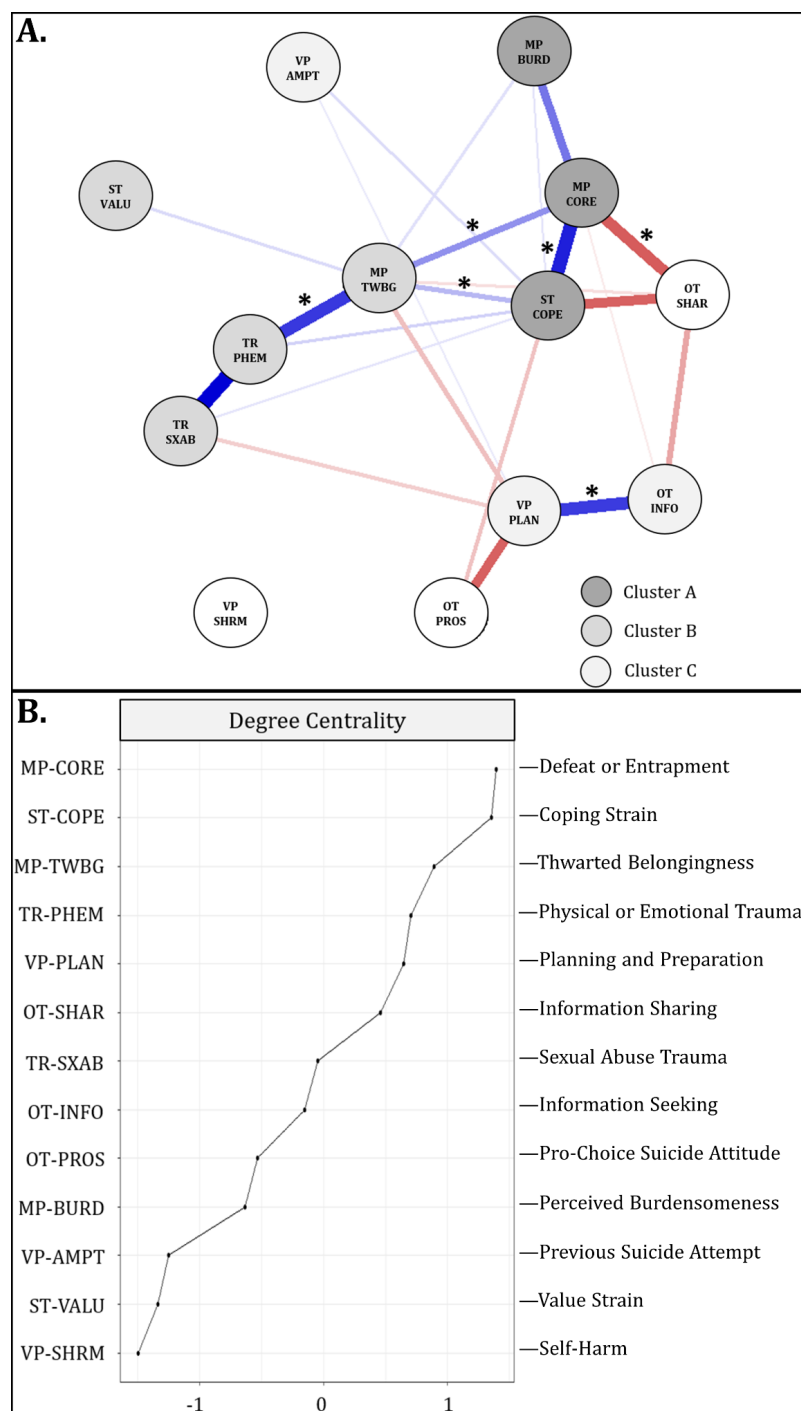 A.
VP
AMPT
MP
BURD
ST
VALU
MP
CORE
*
*
*
MP
TWBG
*
ST
COPE
OT
SHAR
*
TR
PHEM
TR
SXAB
VP
PLAN
*
OT
INFO
VP
SHRM
OT
PROS
Cluster A
Cluster B
Cluster C
B.
Degree Centrality
MP-CORE —Defeat or Entrapment
ST-COPE —Coping Strain
MP-TWBG —Thwarted Belongingness
TR-PHEM —Physical or Emotional Trauma
VP-PLAN —Planning and Preparation
OT-SHAR —Information Sharing
TR-SXAB —Sexual Abuse Trauma
OT-INFO —Information Seeking
OT-PROS —Pro-Choice Suicide Attitude
MP-BURD —Perceived Burdensomeness
VP-AMPT —Previous Suicide Attempt
ST-VALU —Value Strain
VP-SHRM —Self-Harm
-1 0 1